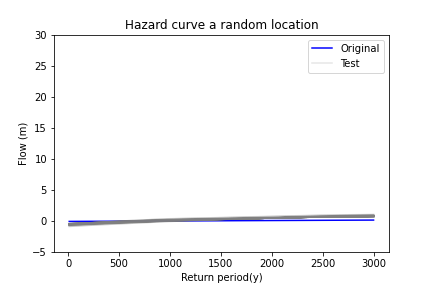 Hazard curve a random location
Original
Test
30
25
20
15
10
5
0
−5
Flow (m)
0 500 1000 1500 2000 2500 3000
Return period(y)